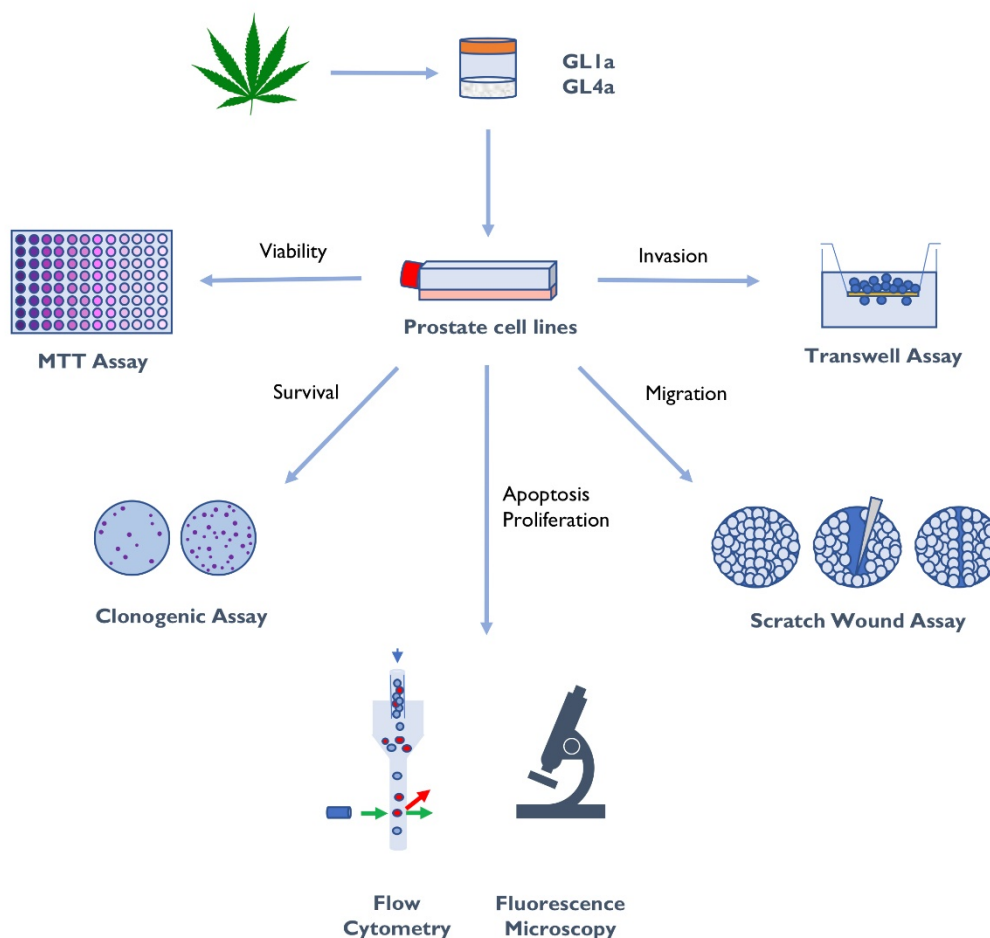 GL1a
GL4a
Viability
Invasion
Prostate cell lines
MTT Assay
Transwell Assay
Survival
Migration
Apoptosis
Proliferation
Clonogenic Assay
Scratch Wound Assay
Flow
Cytometry
Fluorescence
Microscopy